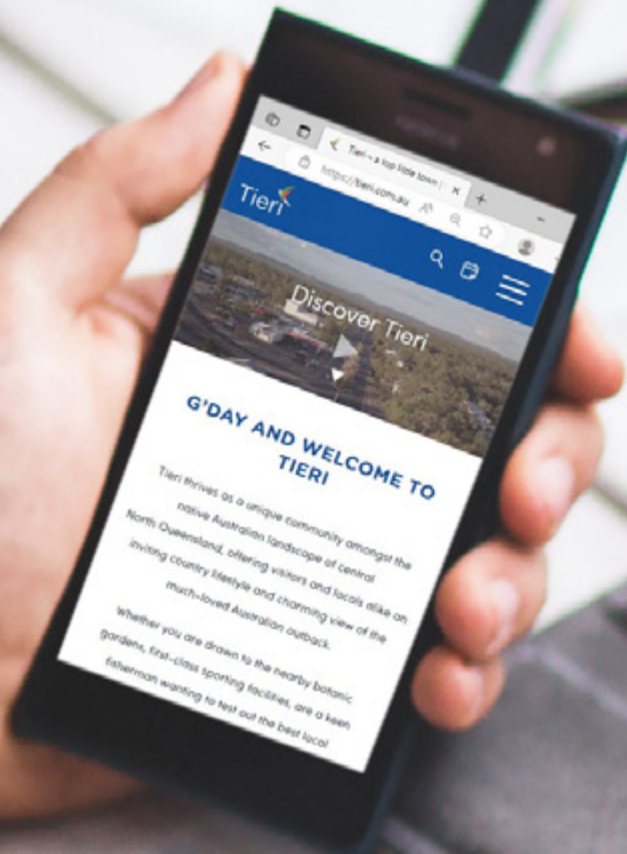 NOKIA
Tieri – a top little town |
https://tieri.com.au
Tieri
Discover Tieri
G'DAY AND WELCOME TO
TIERI
Tieri thrives as a unique community amongst the
native Australian landscape of central
North Queensland, offering visitors and locals alike an
inviting country lifestyle and charming view of the
much-loved Australian outback.
Whether you are drawn to the nearby botanic
gardens, first-class sporting facilities, are a keen
fisherman wanting to test out the best local